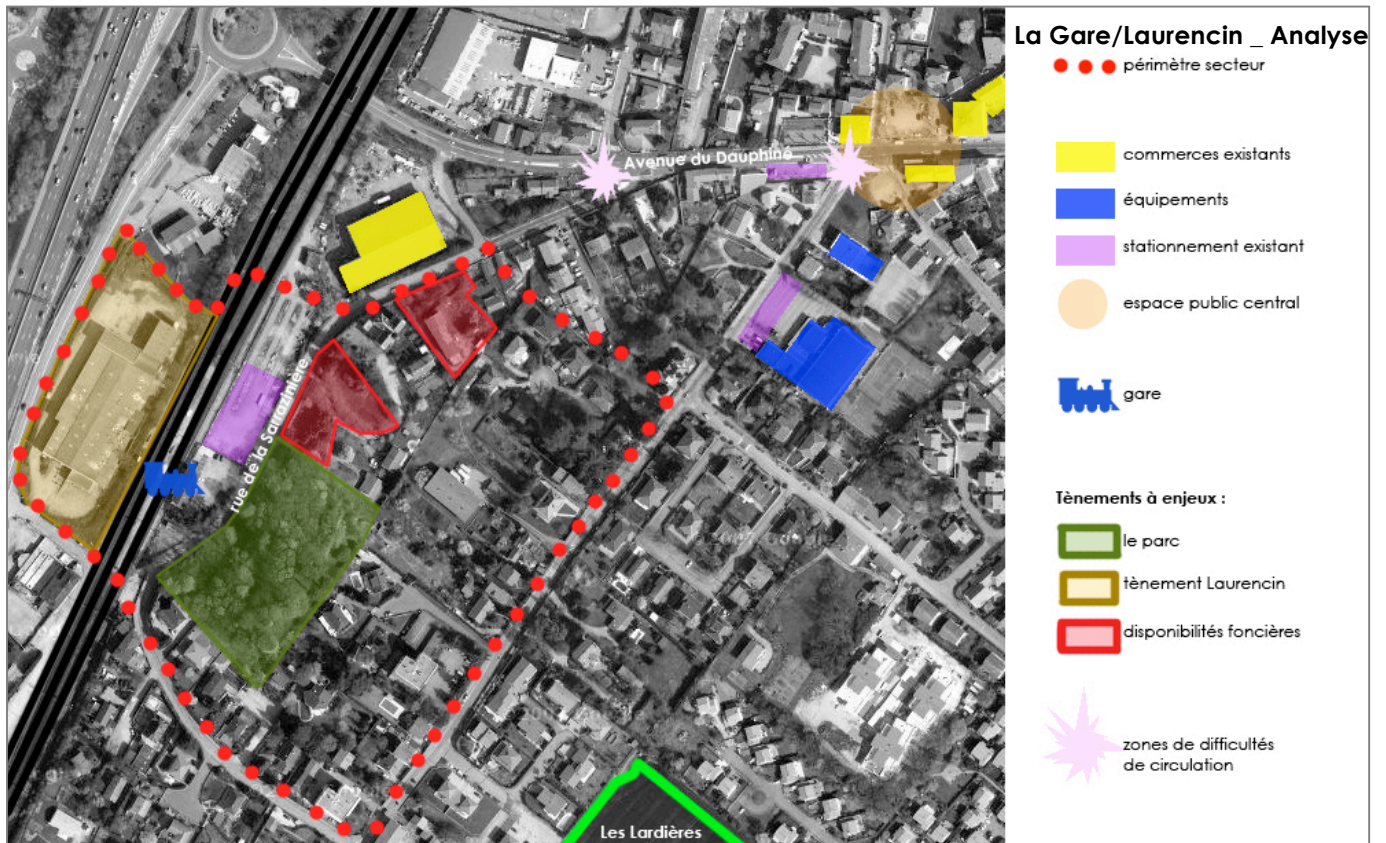 La Gare/Laurencin _ Analyse
périmètre secteur
commerces existants
équipements
stationnement existant
espace public central
gare
Tènements à enjeux :
le parc
tènement Laurencin
disponibilités foncières
zones de difficultés
de circulation
Avenue du Dauphiné
rue de la Sarrazinière
Les Lardières